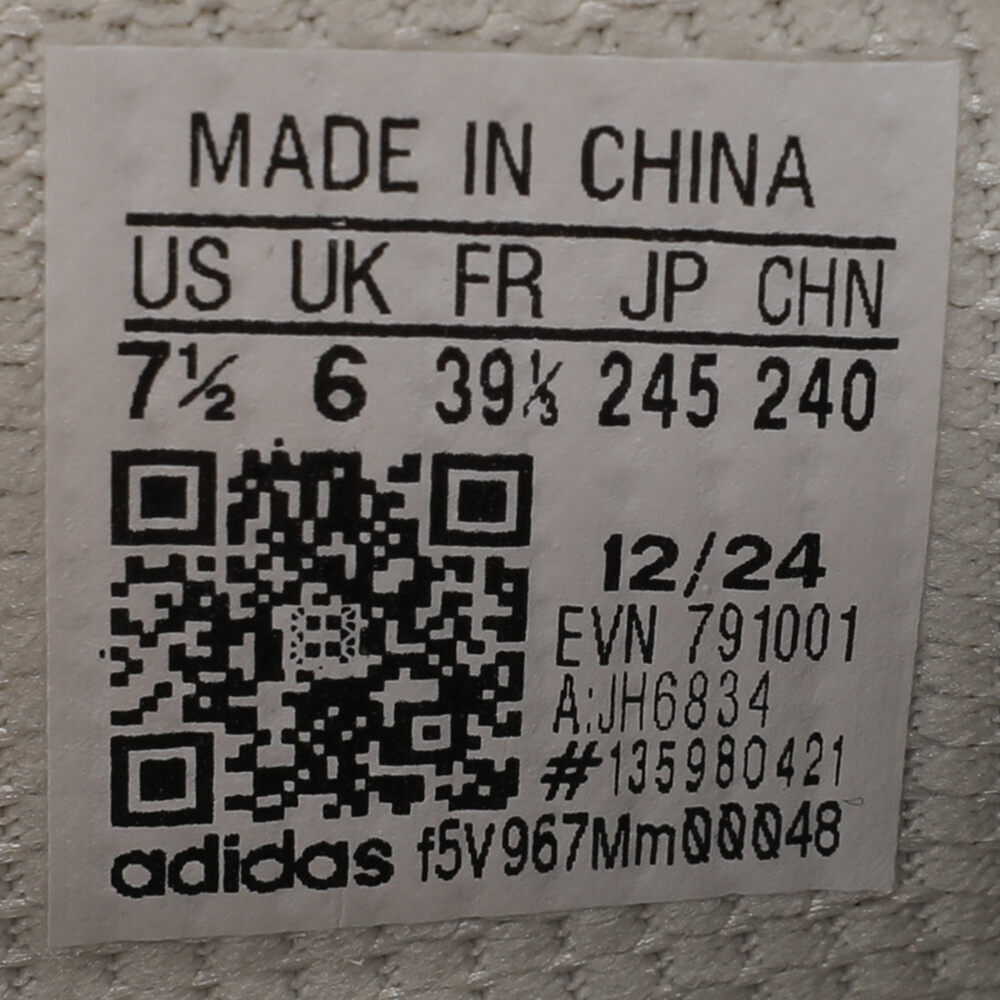 MADE IN CHINA
US UK FR JP CHN
7½ 6 39⅓ 245 240
12/24
EVN 791001
A:JH6834
#135980421
adidas f5V967Mm00048